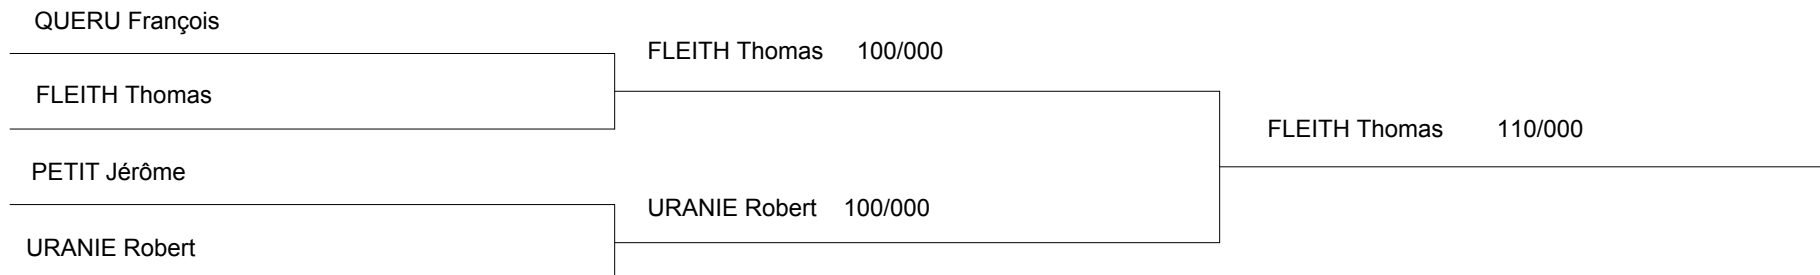 QUERU François
FLEITH Thomas
PETIT Jérôme
URANIE Robert
FLEITH Thomas 100/000
URANIE Robert 100/000
FLEITH Thomas 110/000